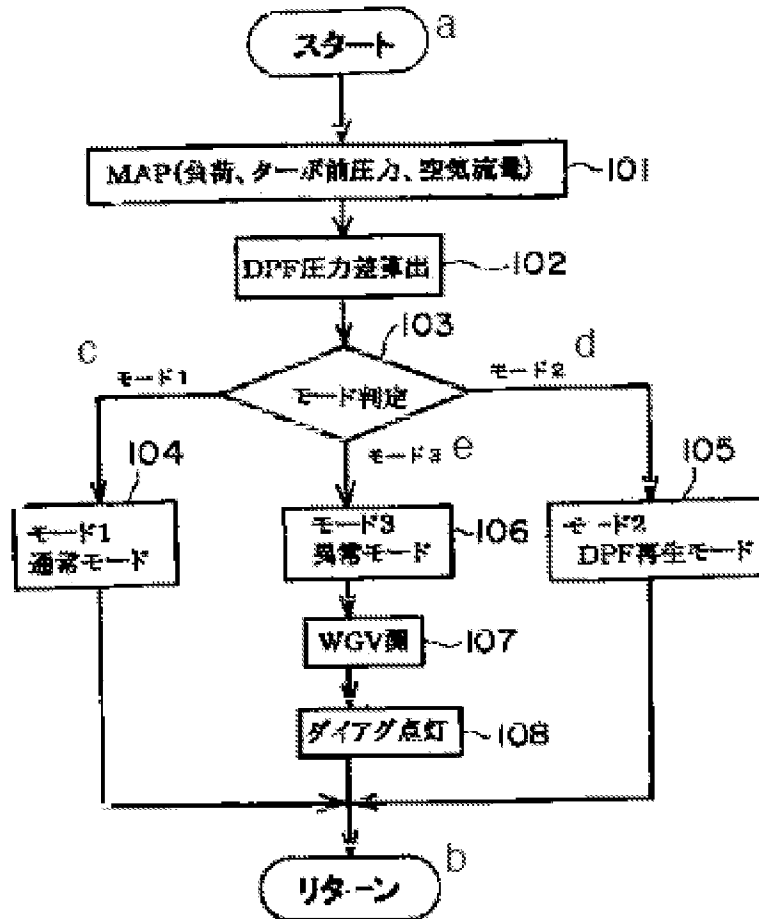 スタート a
MAP(負荷、ターボ前圧力、空気流量) 101
DPF圧力差算出 102
103
c
d
モード1
モード2
モード判定
モード3 e
104
105
モード1
通常モード
モード3
異常モード
106
モード2
DPF再生モード
WGV開 107
ダイアグ点灯 108
リターン b